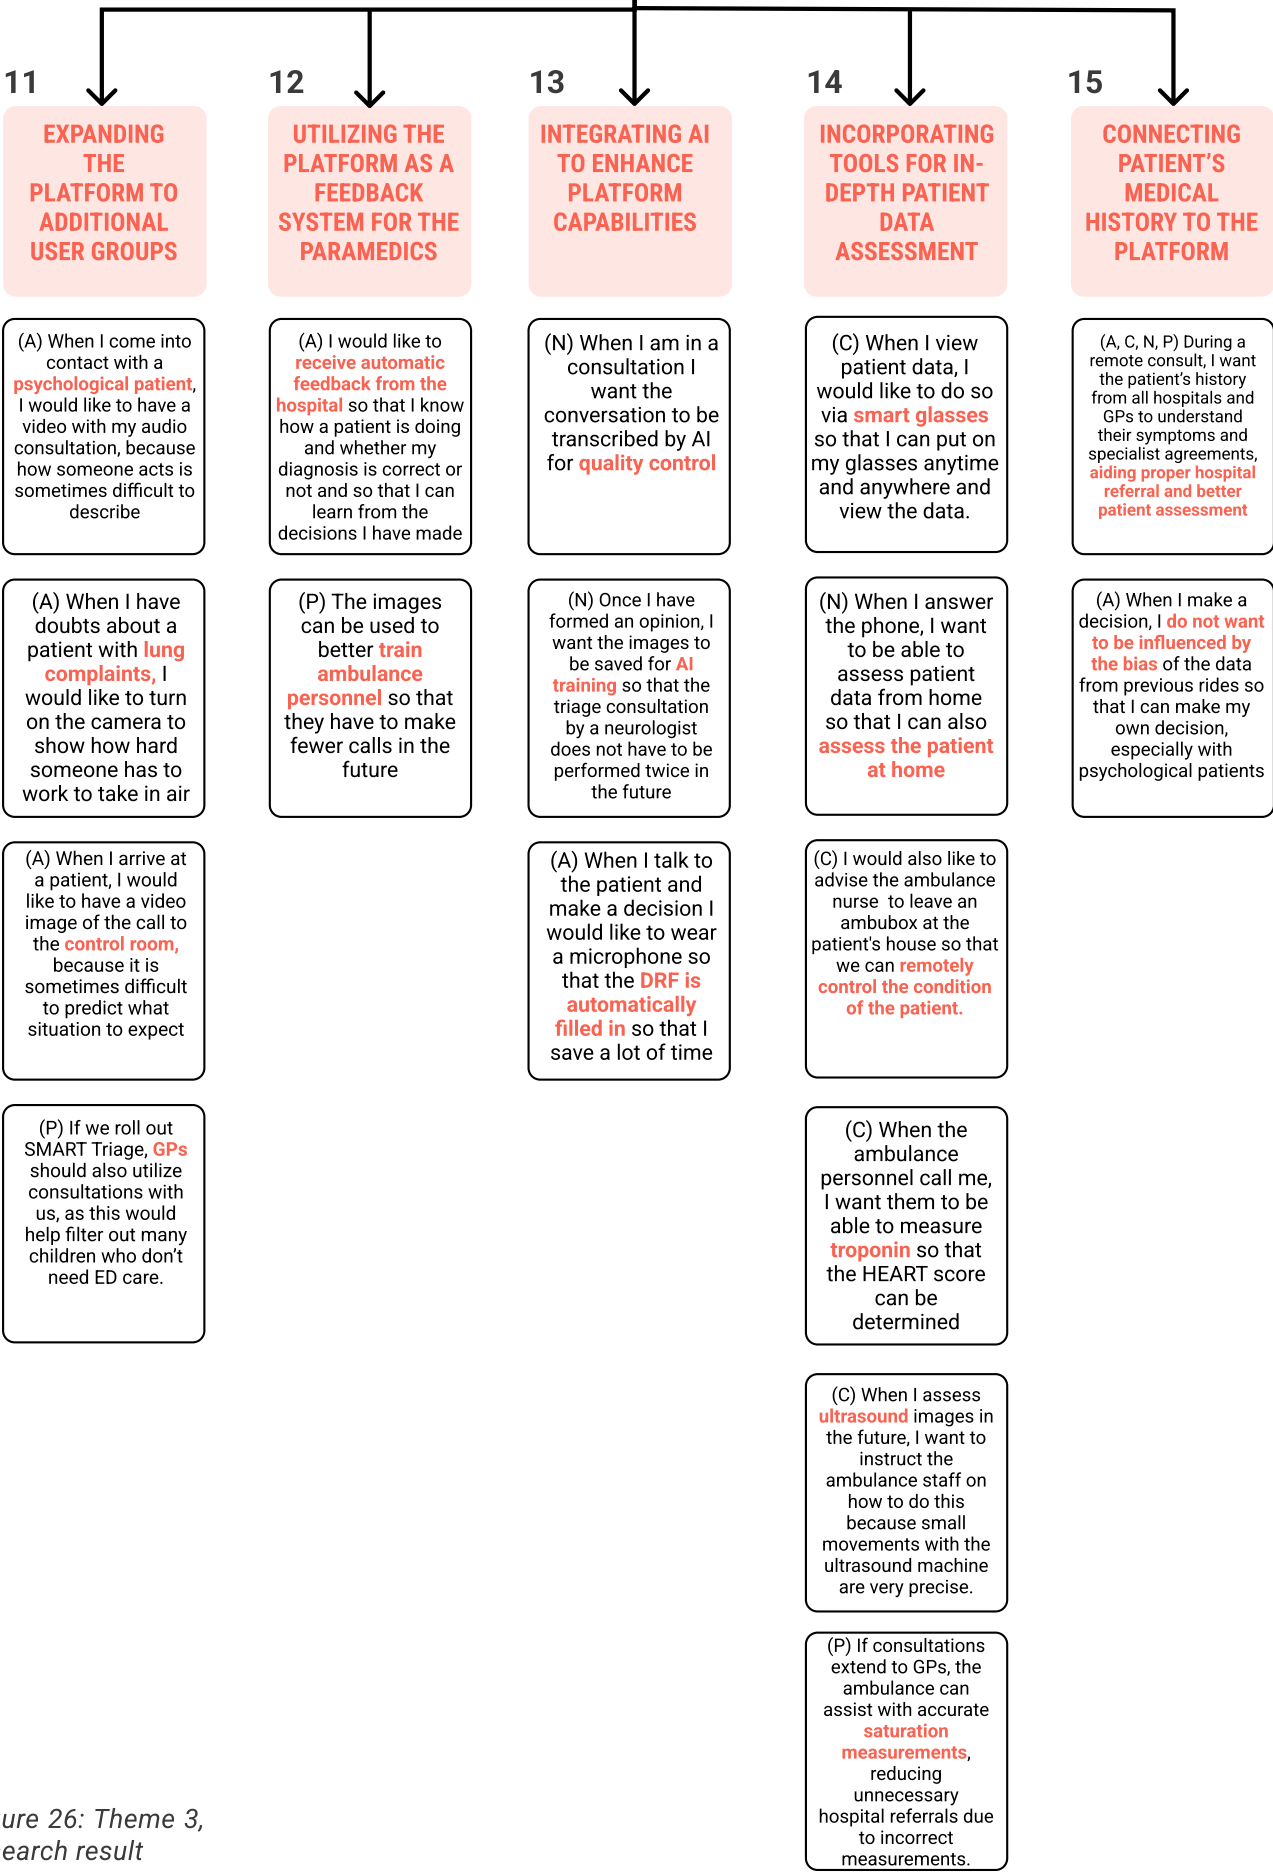 11
EXPANDING
THE
PLATFORM TO
ADDITIONAL
USER GROUPS
(A) When I come into
contact with a
psychological patient,
I would like to have a
video with my audio
consultation, because
how someone acts is
sometimes difficult to
describe
(A) When I have
doubts about a
patient with lung
complaints, I
would like to turn
on the camera to
show how hard
someone has to
work to take in air
(A) When I arrive at
a patient, I would
like to have a video
image of the call to
the control room,
because it is
sometimes difficult
to predict what
situation to expect
(P) If we roll out
SMART Triage, GPs
should also utilize
consultations with
us, as this would
help filter out many
children who don't
need ED care.
12
UTILIZING THE
PLATFORM AS A
FEEDBACK
SYSTEM FOR THE
PARAMEDICS
(A) I would like to
receive automatic
feedback from the
hospital so that I know
how a patient is doing
and whether my
diagnosis is correct or
not and so that I can
learn from the
decisions I have made
(P) The images
can be used to
better train
ambulance
personnel so that
they have to make
fewer calls in the
future
13
INTEGRATING AI
TO ENHANCE
PLATFORM
CAPABILITIES
(N) When I am in a
consultation I
want the
conversation to be
transcribed by AI
for quality control
(N) Once I have
formed an opinion, I
want the images to
be saved for AI
training so that the
triage consultation
by a neurologist
does not have to be
performed twice in
the future
(A) When I talk to
the patient and
make a decision I
would like to wear
a microphone so
that the DRF is
automatically
filled in so that I
save a lot of time
14
INCORPORATING
TOOLS FOR IN-
DEPTH PATIENT
DATA
ASSESSMENT
(C) When I view
patient data, I
would like to do so
via smart glasses
so that I can put on
my glasses anytime
and anywhere and
view the data.
(N) When I answer
the phone, I want
to be able to
assess patient
data from home
so that I can also
assess the patient
at home
(C) I would also like to
advise the ambulance
nurse to leave an
ambubox at the
patient's house so that
we can remotely
control the condition
of the patient.
(C) When the
ambulance
personnel call me,
I want them to be
able to measure
troponin so that
the HEART score
can be
determined
(C) When I assess
ultrasound images in
the future, I want to
instruct the
ambulance staff on
how to do this
because small
movements with the
ultrasound machine
are very precise.
(P) If consultations
extend to GPs, the
ambulance can
assist with accurate
saturation
measurements,
reducing
unnecessary
hospital referrals due
to incorrect
measurements.
15
CONNECTING
PATIENT'S
MEDICAL
HISTORY TO THE
PLATFORM
(A, C, N, P) During a
remote consult, I want
the patient's history
from all hospitals and
GPs to understand
their symptoms and
specialist agreements,
aiding proper hospital
referral and better
patient assessment
(A) When I make a
decision, I do not want
to be influenced by
the bias of the data
from previous rides so
that I can make my
own decision,
especially with
psychological patients
ure 26: Theme 3,
earch result